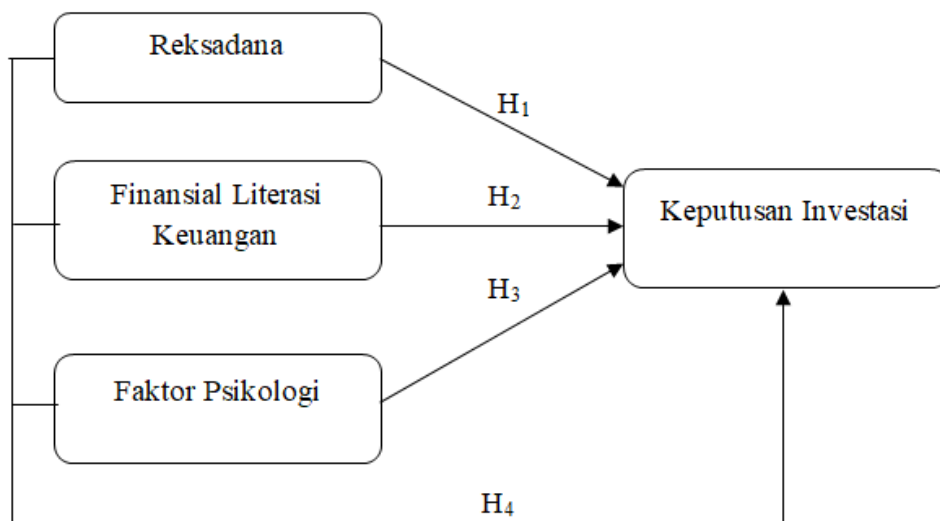 Reksadana
H₁
Finansial Literasi
Keuangan
H₂
Keputusan Investasi
H₃
Faktor Psikologi
H₄